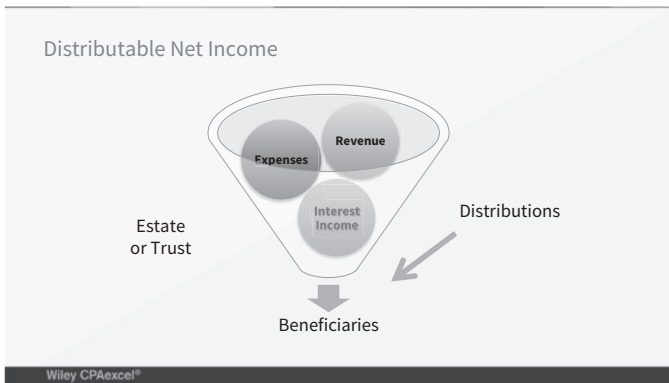 Distributable Net Income
Revenue
Expenses
Interest
Income
Estate
or Trust
Distributions
Beneficiaries
Wiley CPAexcel®